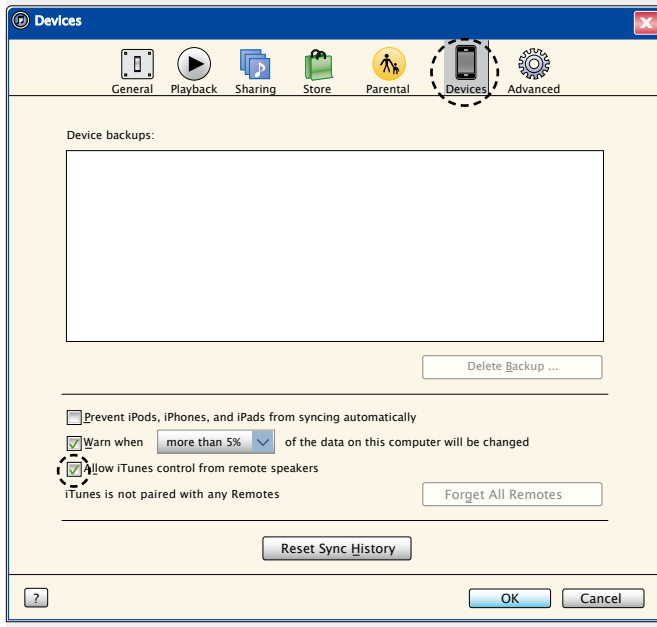 Devices
General Playback Sharing Store Parental Devices Advanced
Device backups:
Delete Backup ...
Prevent iPods, iPhones, and iPads from syncing automatically
Warn when more than 5% of the data on this computer will be changed
Allow iTunes control from remote speakers
iTunes is not paired with any Remotes Forget All Remotes
Reset Sync History
? OK Cancel